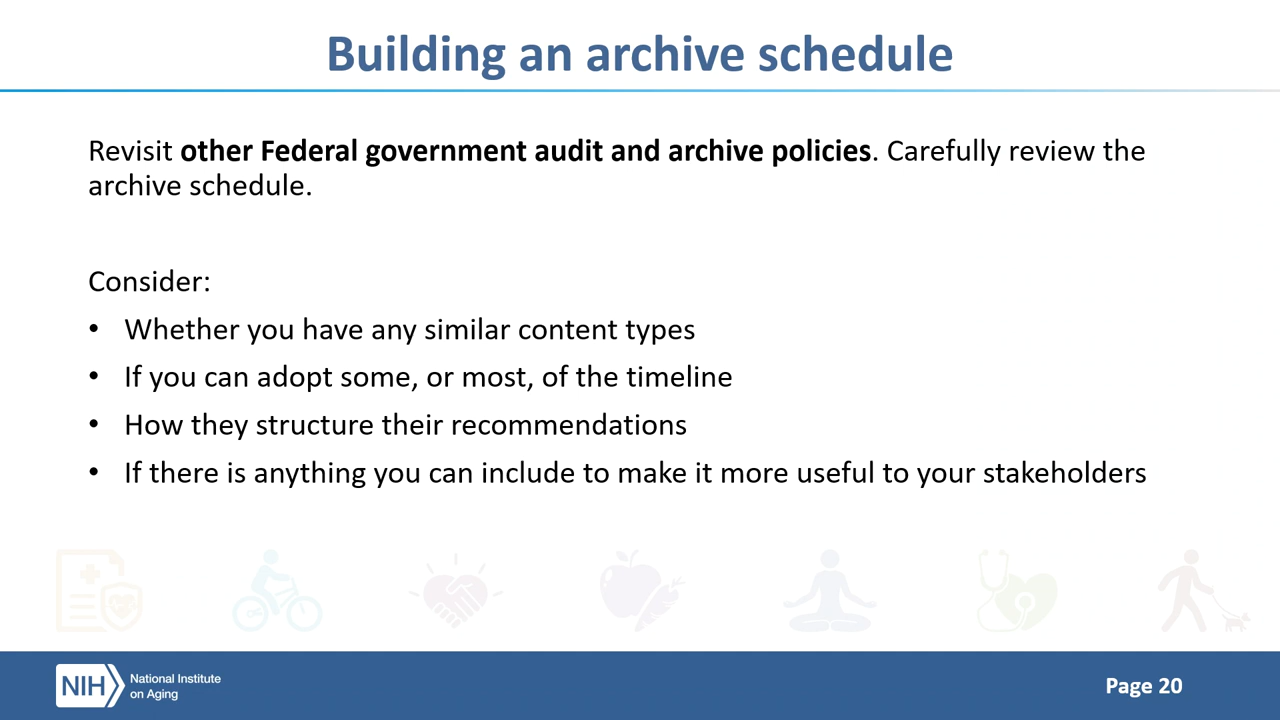 Building an archive schedule
Revisit other Federal government audit and archive policies. Carefully review the
archive schedule.
Consider:
• Whether you have any similar content types
• If you can adopt some, or most, of the timeline
• How they structure their recommendations
• If there is anything you can include to make it more useful to your stakeholders
NIH National Institute
on Aging
Page 20